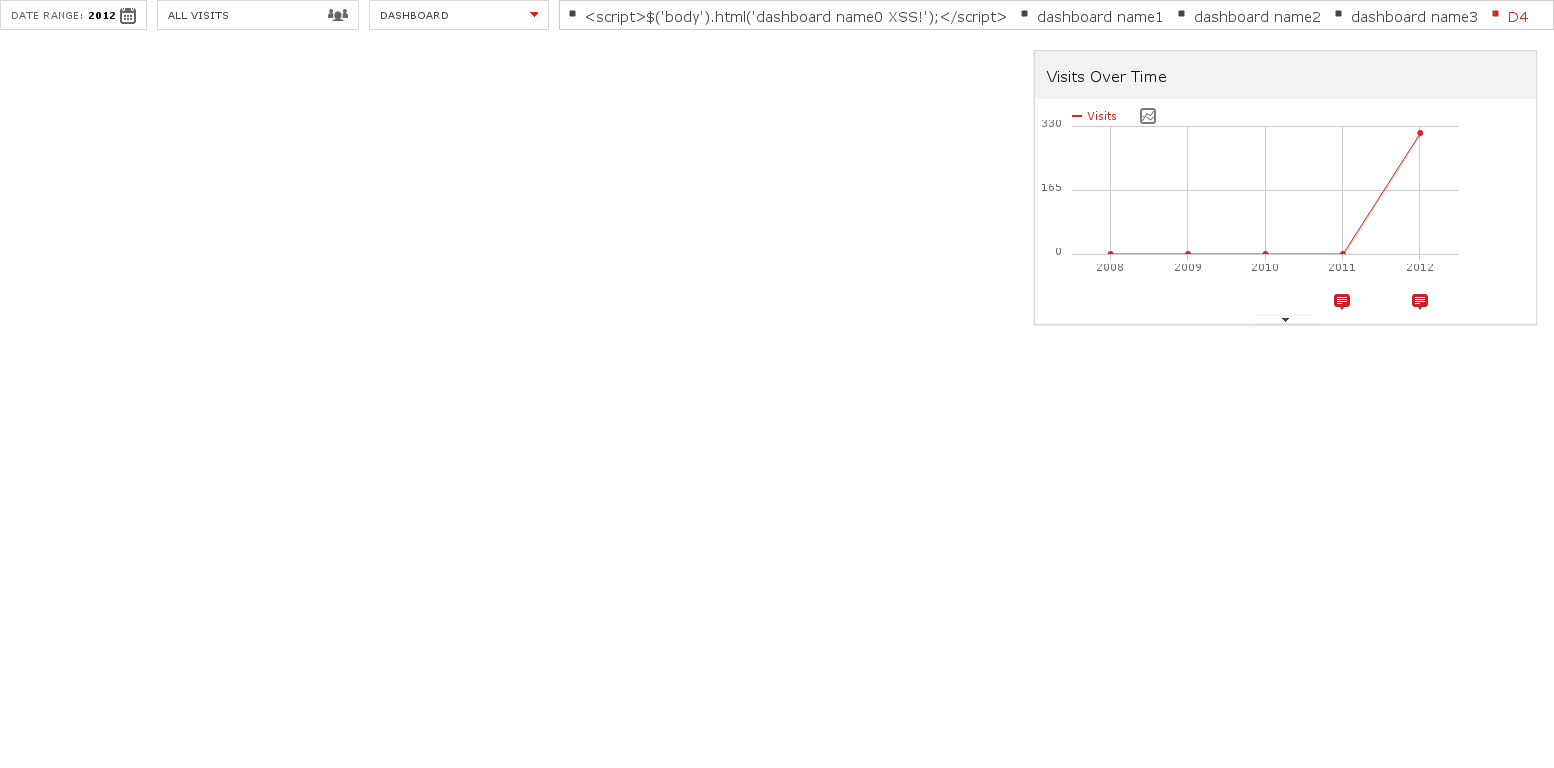 DATE RANGE: 2012 ALL VISITS DASHBOARD <script>$('body').html('dashboard name0 XSS!');</script> dashboard name1 dashboard name2 dashboard name3 D4
Visits Over Time
Visits
330
165
0
2008 2009 2010 2011 2012